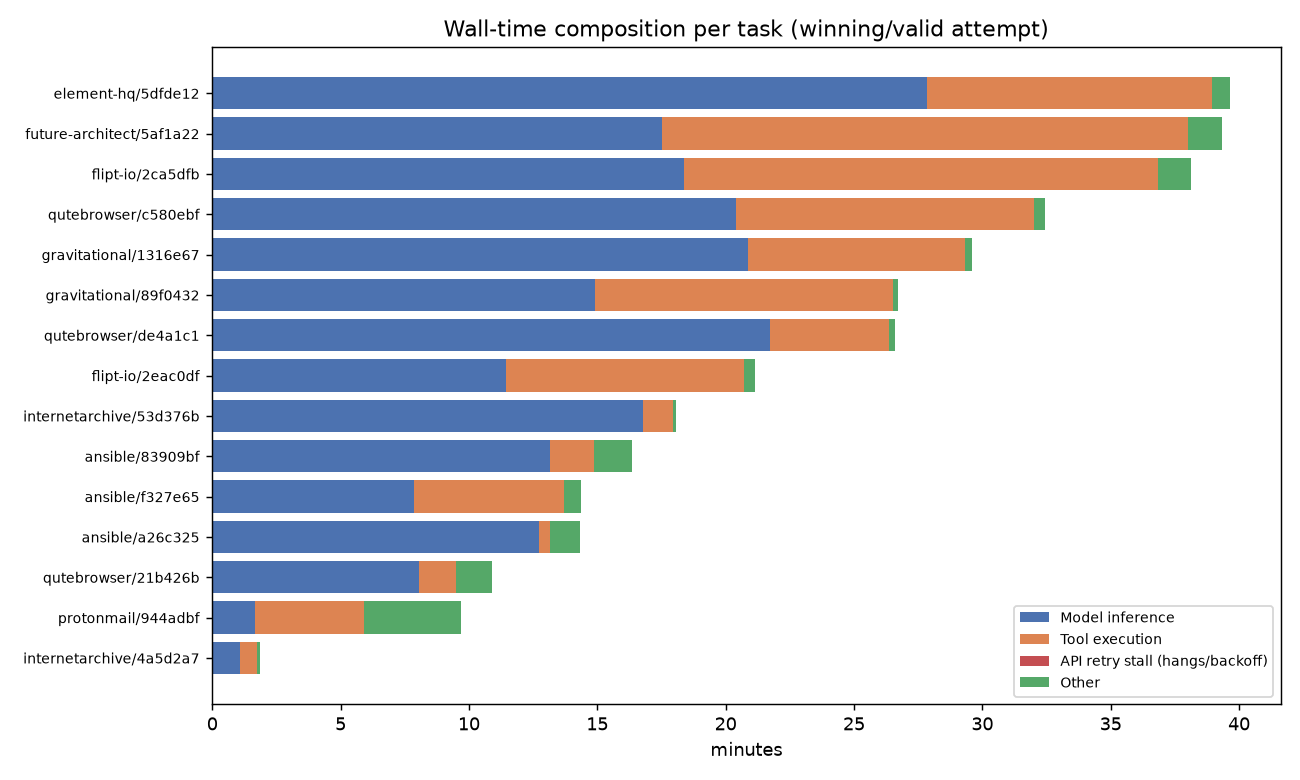 Wall-time composition per task (winning/valid attempt)
element-hq/5dfde12
future-architect/5af1a22
flipt-io/2ca5dfb
qutebrowser/c580ebf
gravitational/1316e67
gravitational/89f0432
qutebrowser/de4a1c1
flipt-io/2eac0df
internetarchive/53d376b
ansible/83909bf
ansible/f327e65
ansible/a26c325
qutebrowser/21b426b
protonmail/944adbf
internetarchive/4a5d2a7
Model inference
Tool execution
API retry stall (hangs/backoff)
Other
0 5 10 15 20 25 30 35 40
minutes